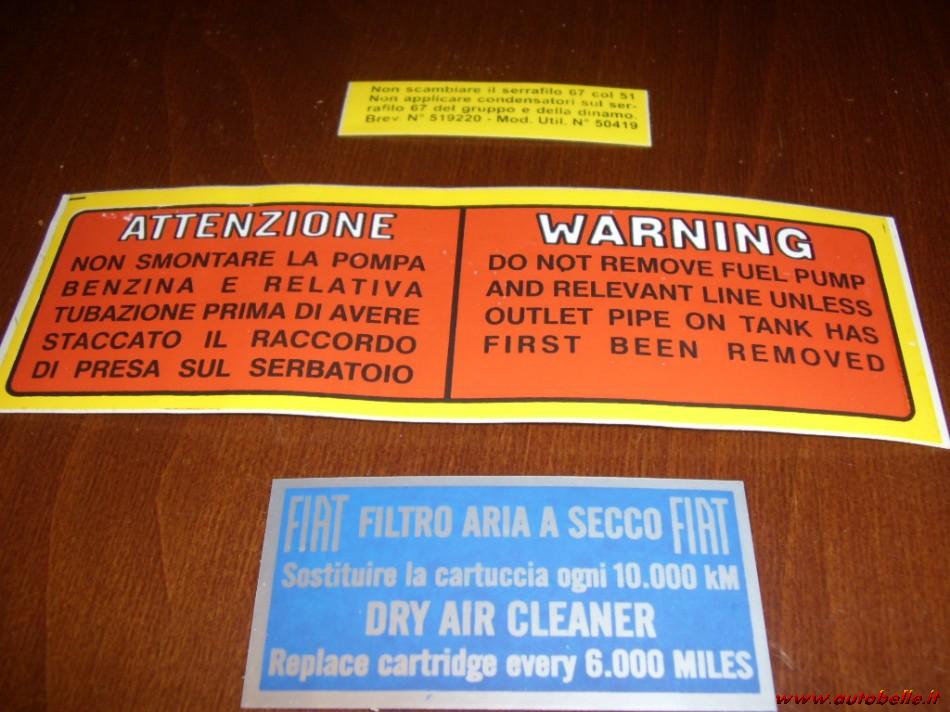 Non scambiare il serrafilo 67 col 51
Non applicare condensatori sul ser-
rafilo 67 del gruppo e della dinamo.
Brev. N° 519220 - Mod. Util. N° 50419
ATTENZIONE
NON SMONTARE LA POMPA
BENZINA E RELATIVA
TUBAZIONE PRIMA DI AVERE
STACCATO IL RACCORDO
DI PRESA SUL SERBATOIO
WARNING
DO NOT REMOVE FUEL PUMP
AND RELEVANT LINE UNLESS
OUTLET PIPE ON TANK HAS
FIRST BEEN REMOVED
FIAT FILTRO ARIA A SECCO FIAT
Sostituire la cartuccia ogni 10.000 kM
DRY AIR CLEANER
Replace cartridge every 6.000 MILES
www.autobelle.it